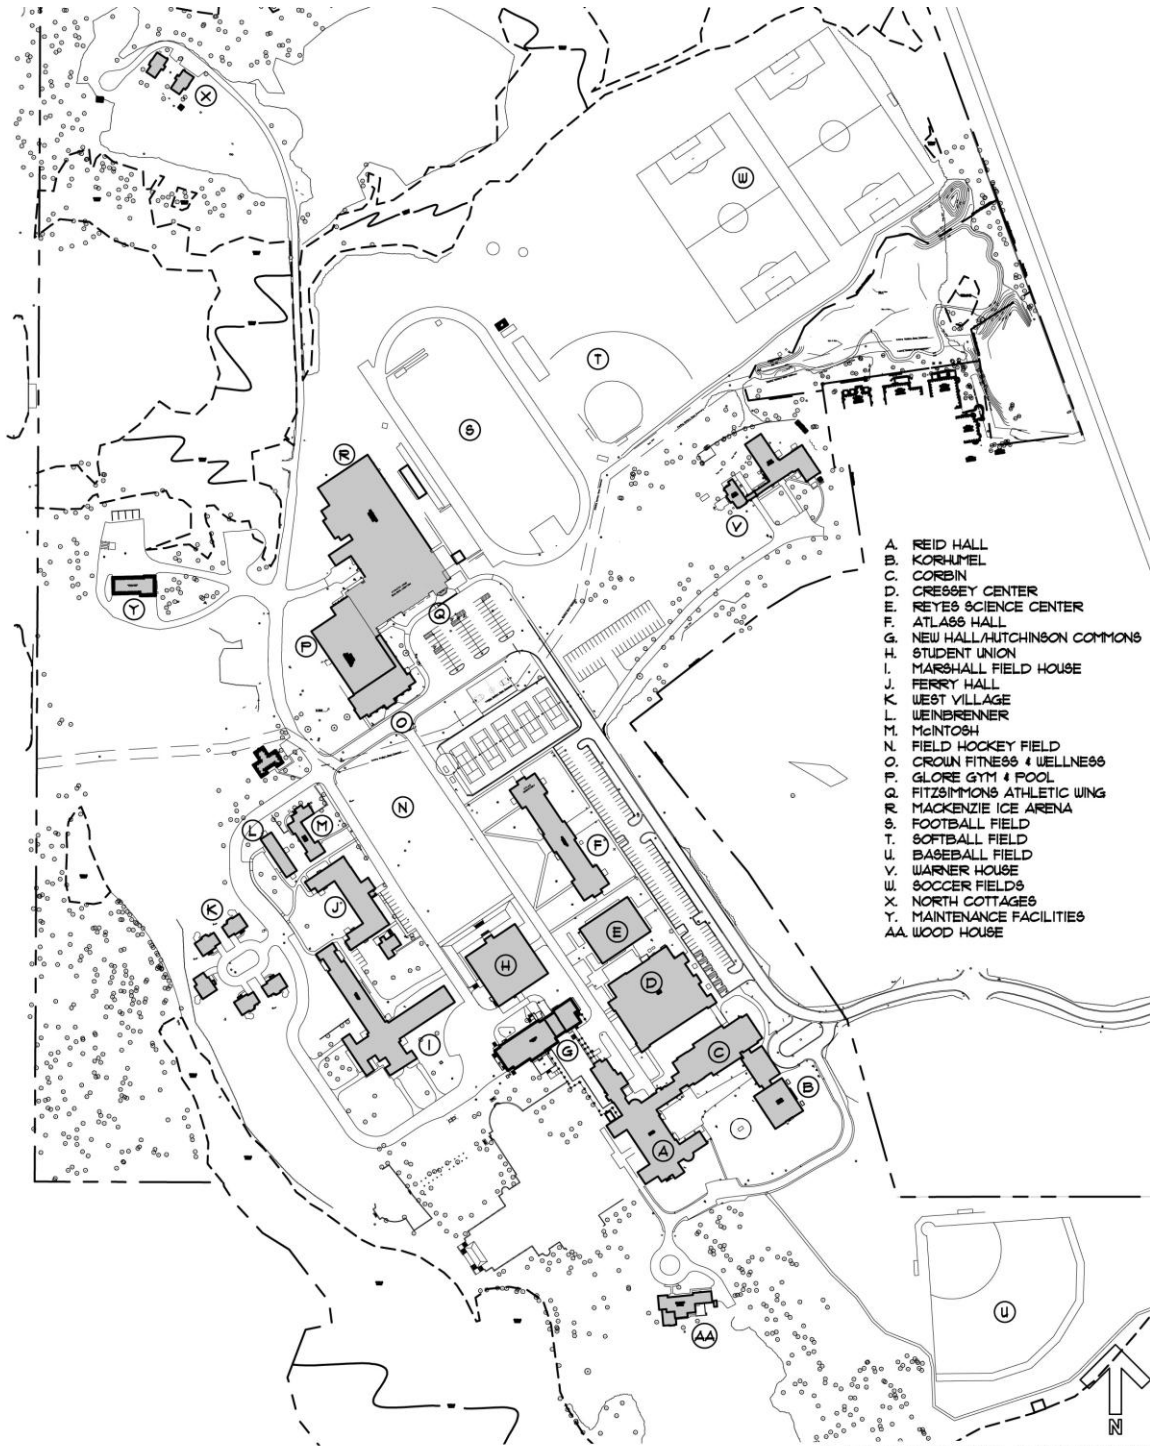 X
W
T
S
R
V
Y
Q
P
O
N
L
M
F
K
J
E
H
D
I
G
C
B
A
AA
U
N
A. REID HALL
B. KORHUMEL
C. CORBIN
D. CRESSEY CENTER
E. REYES SCIENCE CENTER
F. ATLASS HALL
G. NEW HALL/HUTCHINSON COMMONS
H. STUDENT UNION
I. MARSHALL FIELD HOUSE
J. FERRY HALL
K. WEST VILLAGE
L. WEINBRENNER
M. McINTOSH
N. FIELD HOCKEY FIELD
O. CROWN FITNESS & WELLNESS
P. GLORE GYM & POOL
Q. FITZSIMMONS ATHLETIC WING
R. MACKENZIE ICE ARENA
S. FOOTBALL FIELD
T. SOFTBALL FIELD
U. BASEBALL FIELD
V. WARNER HOUSE
W. SOCCER FIELDS
X. NORTH COTTAGES
Y. MAINTENANCE FACILITIES
AA. WOOD HOUSE